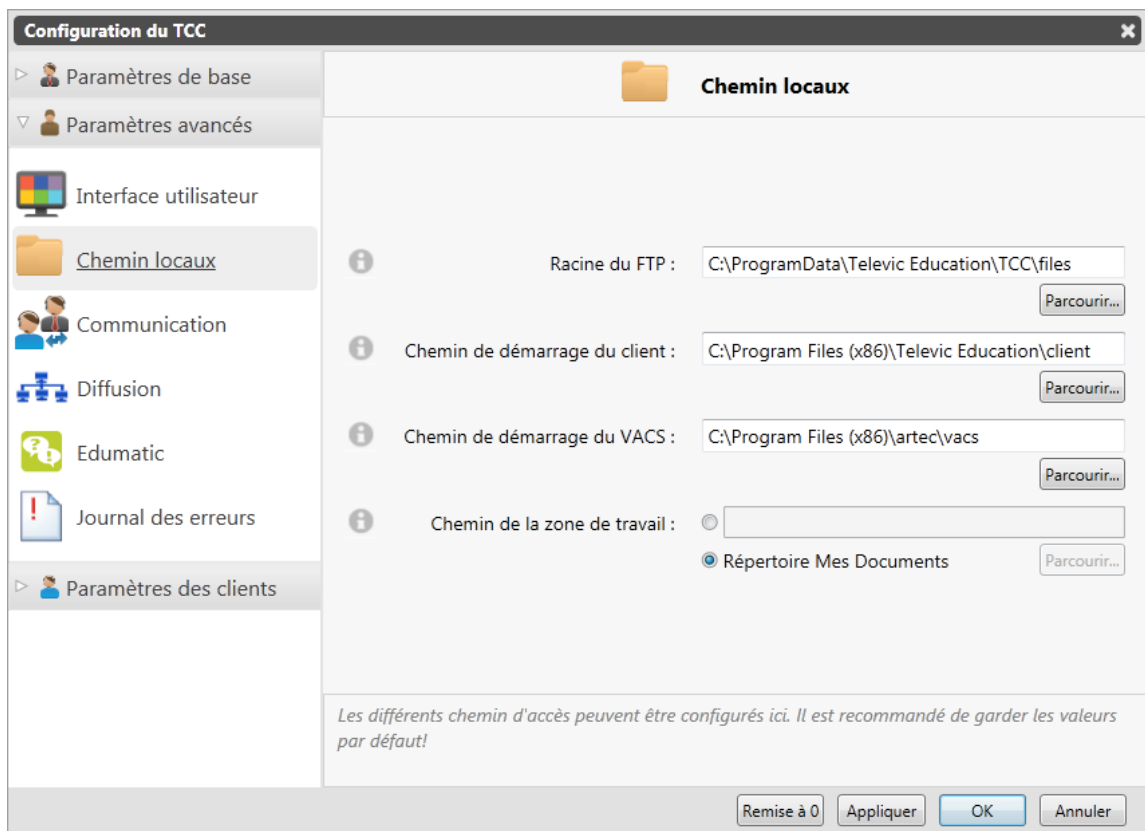 Configuration du TCC
Paramètres de base
Paramètres avancés
Interface utilisateur
Chemin locaux
Communication
Diffusion
Edumatic
Journal des erreurs
Paramètres des clients
Chemin locaux
Racine du FTP :
C:\ProgramData\Televic Education\TCC\files
Parcourir...
Chemin de démarrage du client :
C:\Program Files (x86)\Televic Education\client
Parcourir...
Chemin de démarrage du VACS :
C:\Program Files (x86)\artec\vacs
Parcourir...
Chemin de la zone de travail :
Répertoire Mes Documents
Parcourir...
Les différents chemin d'accès peuvent être configurés ici. Il est recommandé de garder les valeurs
par défaut!
Remise à 0
Appliquer
OK
Annuler